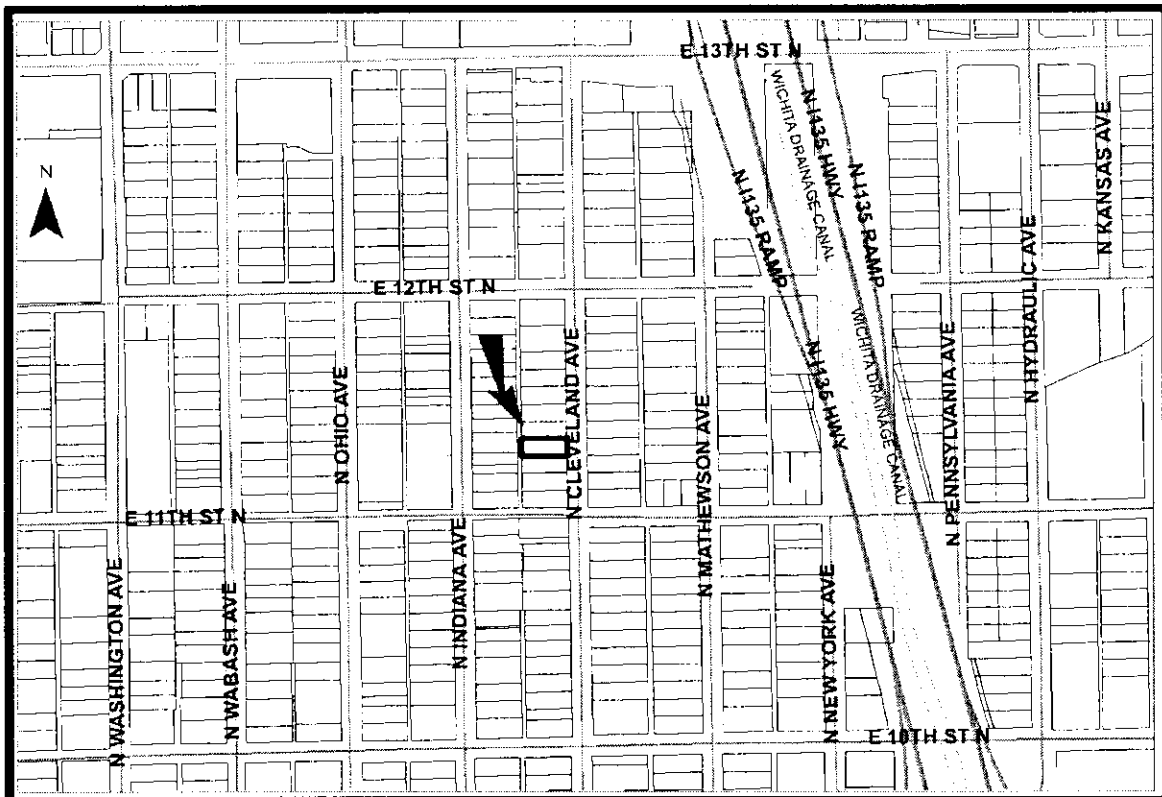 E 13TH ST N
WICHITA DRAINAGE CANAL
N I135 HWY
N I135 RAMP
N I135 RAMP
N KANSAS AVE
N
N HYDRAULIC AVE
E 12TH ST N
N OHIO AVE
N CLEVELAND AVE
N I135 HWY
WICHITA DRAINAGE CANAL
N PENNSYLVANIA AVE
N MATHEWSON AVE
E 11TH ST N
N INDIANA AVE
N WASHINGTON AVE
N WABASH AVE
N NEW YORK AVE
E 10TH ST N